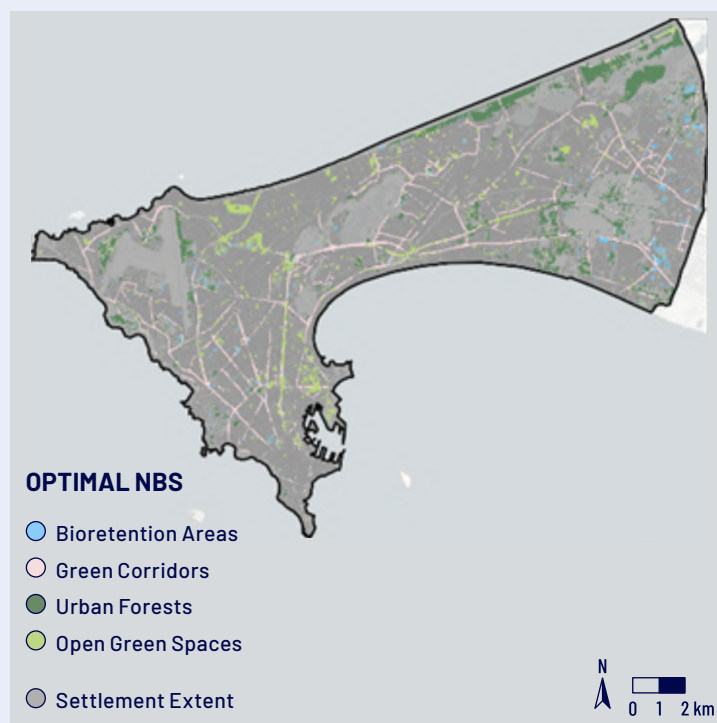 OPTIMAL NBS
Bioretention Areas
Green Corridors
Urban Forests
Open Green Spaces
Settlement Extent
N
0 1 2 km